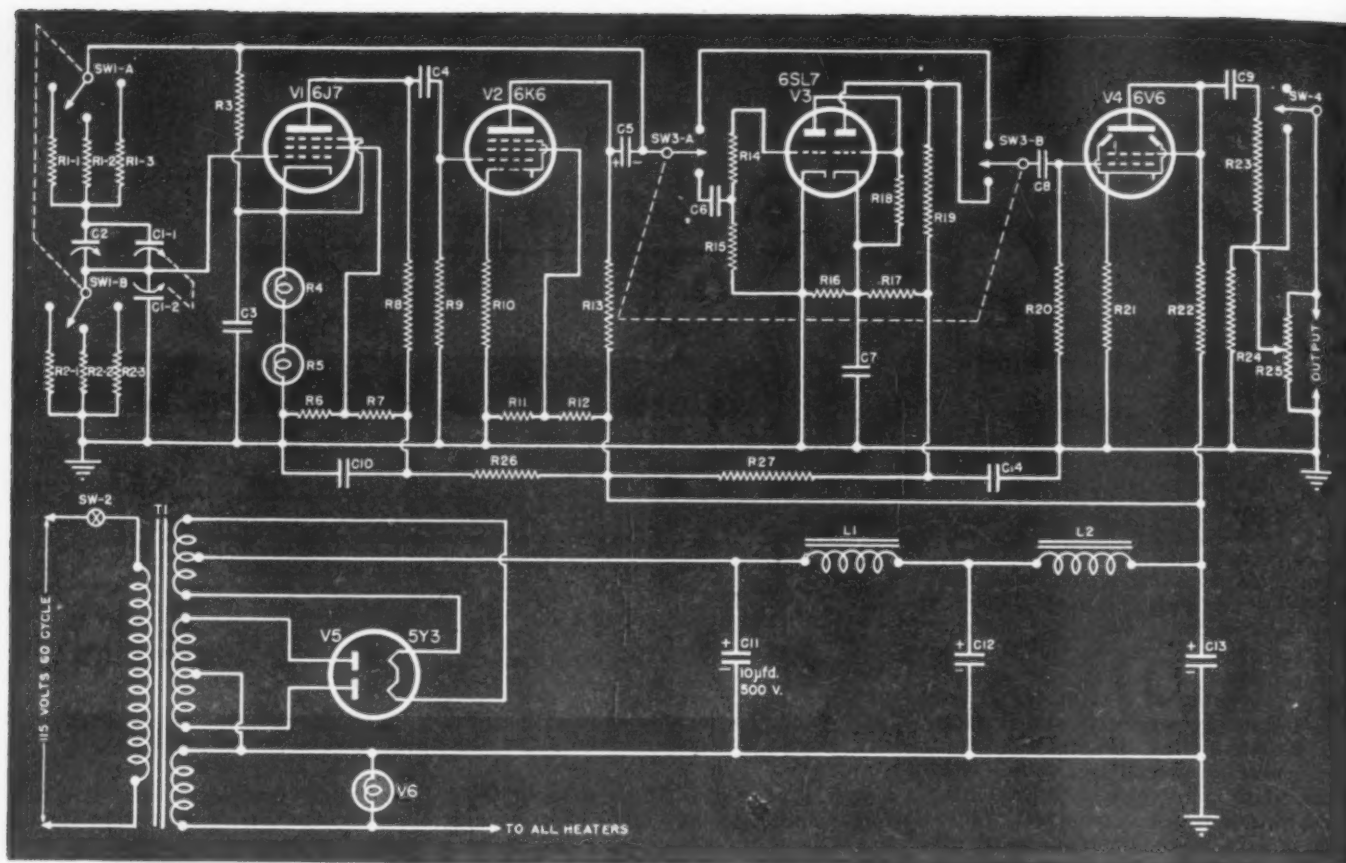 SW1-A
R3
V1 6J7
C4
V2 6K6
6SL7
V3
V4 6V6
C9
SW-4
R1-1
R1-2
R1-3
C5
+
-
SW3-A
R14
SW3-B
C8
R23
C6
R18
R19
R15
C2
C1-1
SW1-B
C1-2
R4
R8
R9
R10
R13
R16
R17
R20
R21
R22
C3
R5
C7
R24
R25
OUTPUT
R2-1
R2-2
R2-3
R6
R7
R11
R12
C10
R26
R27
C14
SW-2
T1
L1
L2
115 VOLTS 60 CYCLE
V5
5Y3
+
C11
-
10µfd.
500 V.
+
C12
-
+
C13
-
V6
TO ALL HEATERS